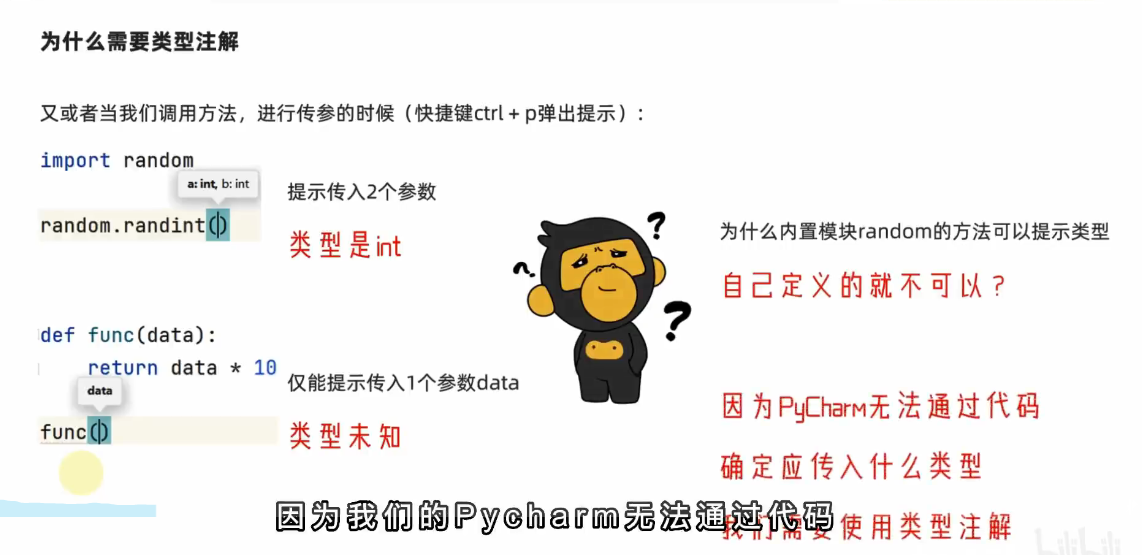 为什么需要类型注解
又或者当我们调用方法，进行传参的时候（快捷键ctrl + p弹出提示）：
import random
a: int, b: int
random.randint()
提示传入2个参数
类型是int
def func(data):
return data * 10
data
func()
仅能提示传入1个参数data
类型未知
?
?
?
为什么内置模块random的方法可以提示类型
自己定义的就不可以？
因为PyCharm无法通过代码
确定应传入什么类型
我们需要使用类型注解
因为我们的Pycharm无法通过代码